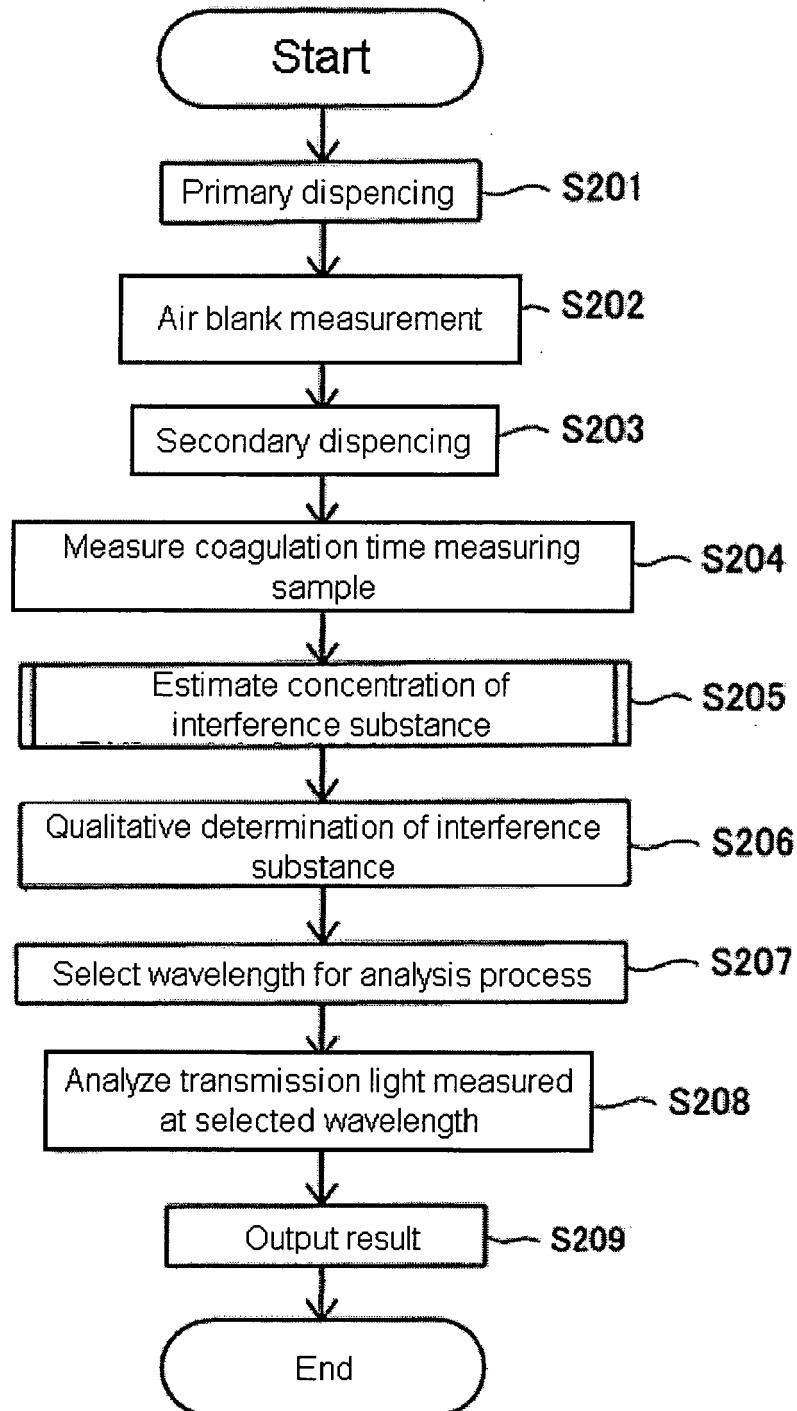 Start
Primary dispencing
S201
Air blank measurement
S202
Secondary dispencing
S203
Measure coagulation time measuring
sample
S204
Estimate concentration of
interference substance
S205
Qualitative determination of interference
substance
S206
Select wavelength for analysis process
S207
Analyze transmission light measured
at selected wavelength
S208
Output result
S209
End